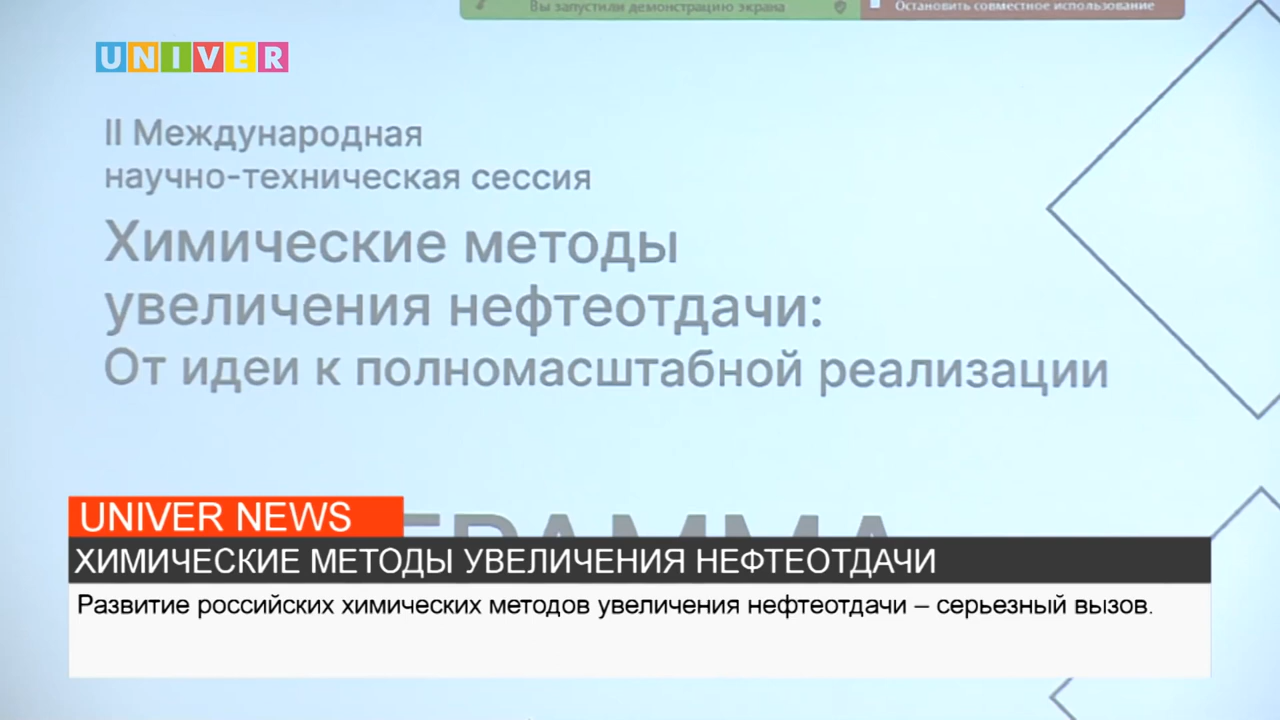 Вы запустили демонстрацию экрана
Остановить совместное использование
UNIVER
II Международная
научно-техническая сессия
Химические методы
увеличения нефтеотдачи:
От идеи к полномасштабной реализации
UNIVER NEWS
ХИМИЧЕСКИЕ МЕТОДЫ УВЕЛИЧЕНИЯ НЕФТЕОТДАЧИ
Развитие российских химических методов увеличения нефтеотдачи – серьезный вызов.